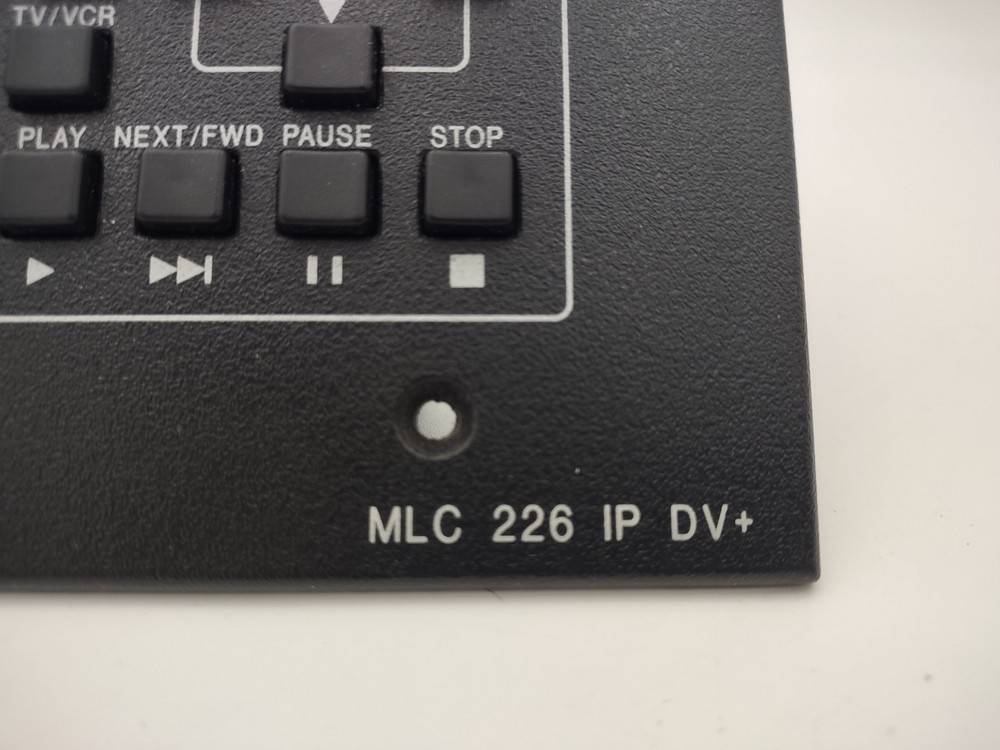 TV/VCR
PLAY NEXT/FWD PAUSE STOP
MLC 226 IP DV+